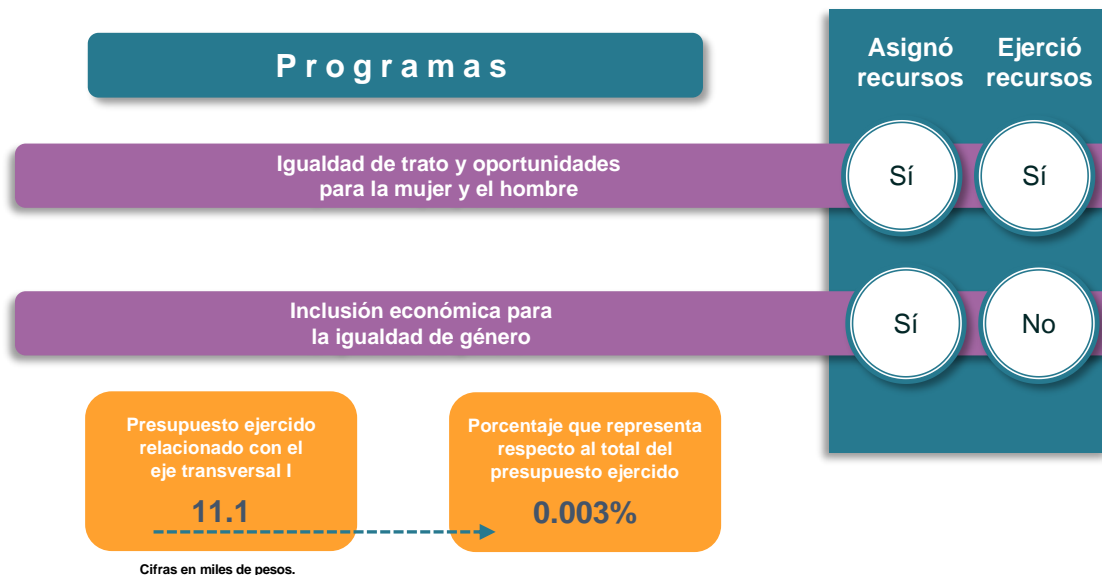 Programas
Asignó
recursos
Ejerció
recursos
Igualdad de trato y oportunidades
para la mujer y el hombre
Sí
Sí
Inclusión económica para
la igualdad de género
Sí
No
Presupuesto ejercido
relacionado con el
eje transversal I
11.1
Porcentaje que representa
respecto al total del
presupuesto ejercido
0.003%
Cifras en miles de pesos.